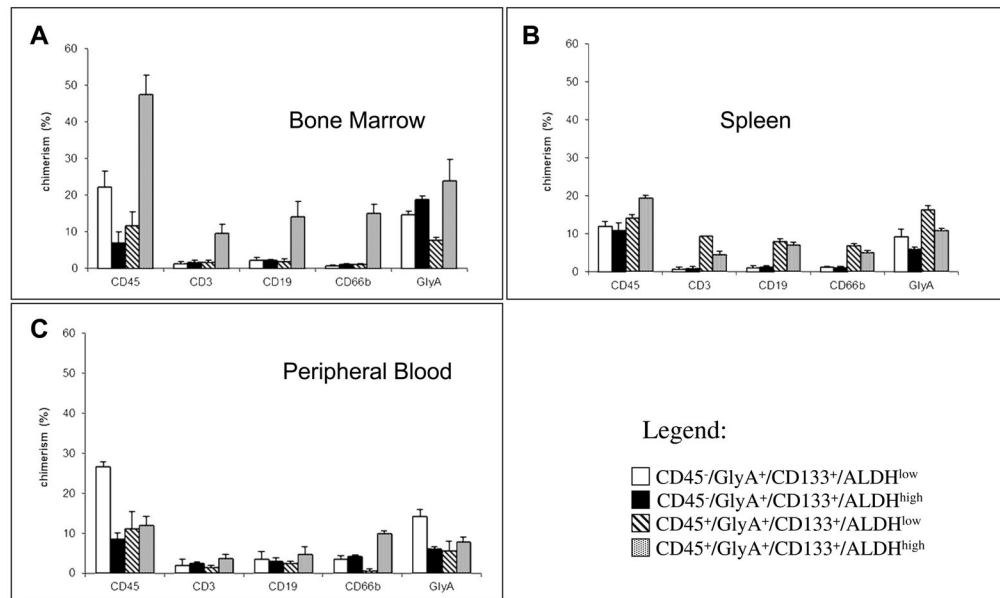 A
60
50
40
30
20
10
0
chimerism (%)
Bone Marrow
CD45 CD3 CD19 CD66b GlyA
B
60
50
40
30
20
10
0
chimerism (%)
Spleen
CD45 CD3 CD19 CD66b GlyA
C
60
50
40
30
20
10
0
chimerism (%)
Peripheral Blood
CD45 CD3 CD19 CD66b GlyA
Legend:
CD45⁻/GlyA⁺/CD133⁺/ALDHˡᵒʷ
CD45⁻/GlyA⁺/CD133⁺/ALDHʰⁱᵍʰ
CD45⁺/GlyA⁺/CD133⁺/ALDHˡᵒʷ
CD45⁺/GlyA⁺/CD133⁺/ALDHʰⁱᵍʰ